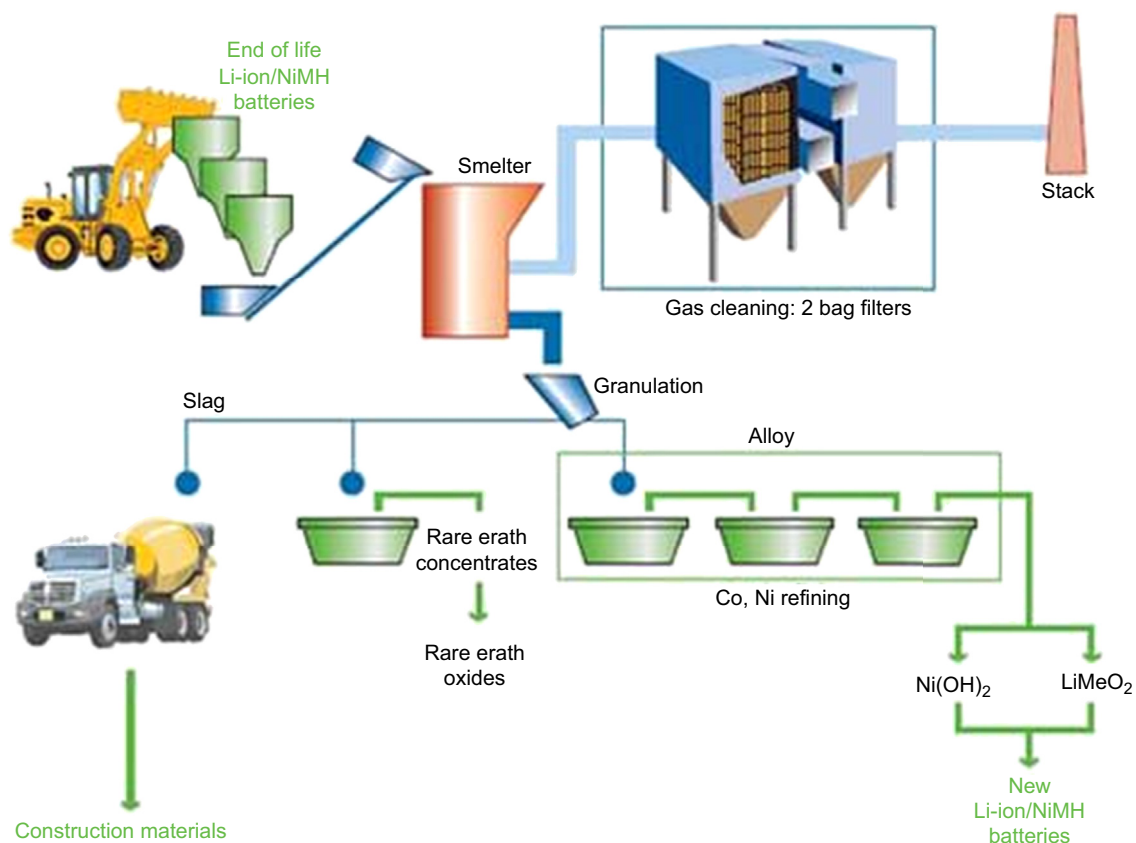 End of life
Li-ion/NiMH
batteries
Smelter
Stack
Gas cleaning: 2 bag filters
Granulation
Slag
Alloy
Rare erath
concentrates
Co, Ni refining
Rare erath
oxides
Ni(OH)₂
LiMeO₂
New
Li-ion/NiMH
batteries
Construction materials